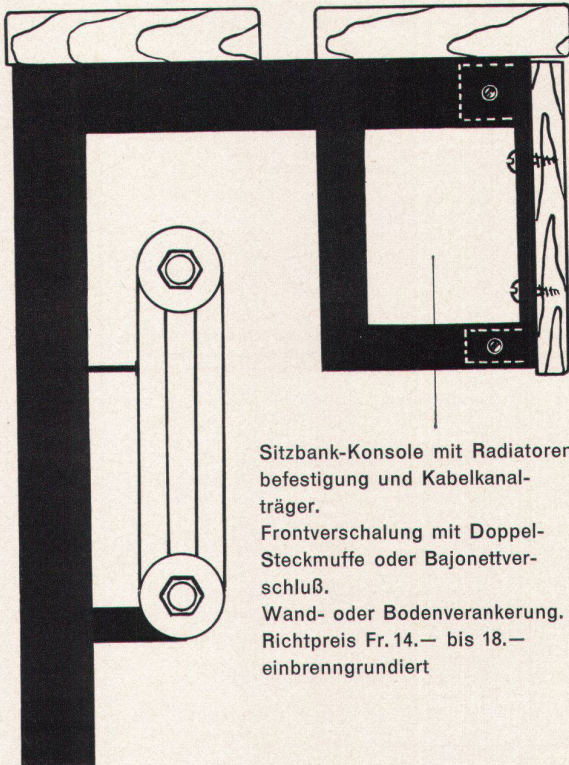 Sitzbank-Konsole mit Radiatoren
befestigung und Kabelkanal-
träger.
Frontverschalung mit Doppel-
Steckmuffe oder Bajonettver-
schluß.
Wand- oder Bodenverankerung.
Richtpreis Fr. 14.— bis 18.—
einbrenngrundiert